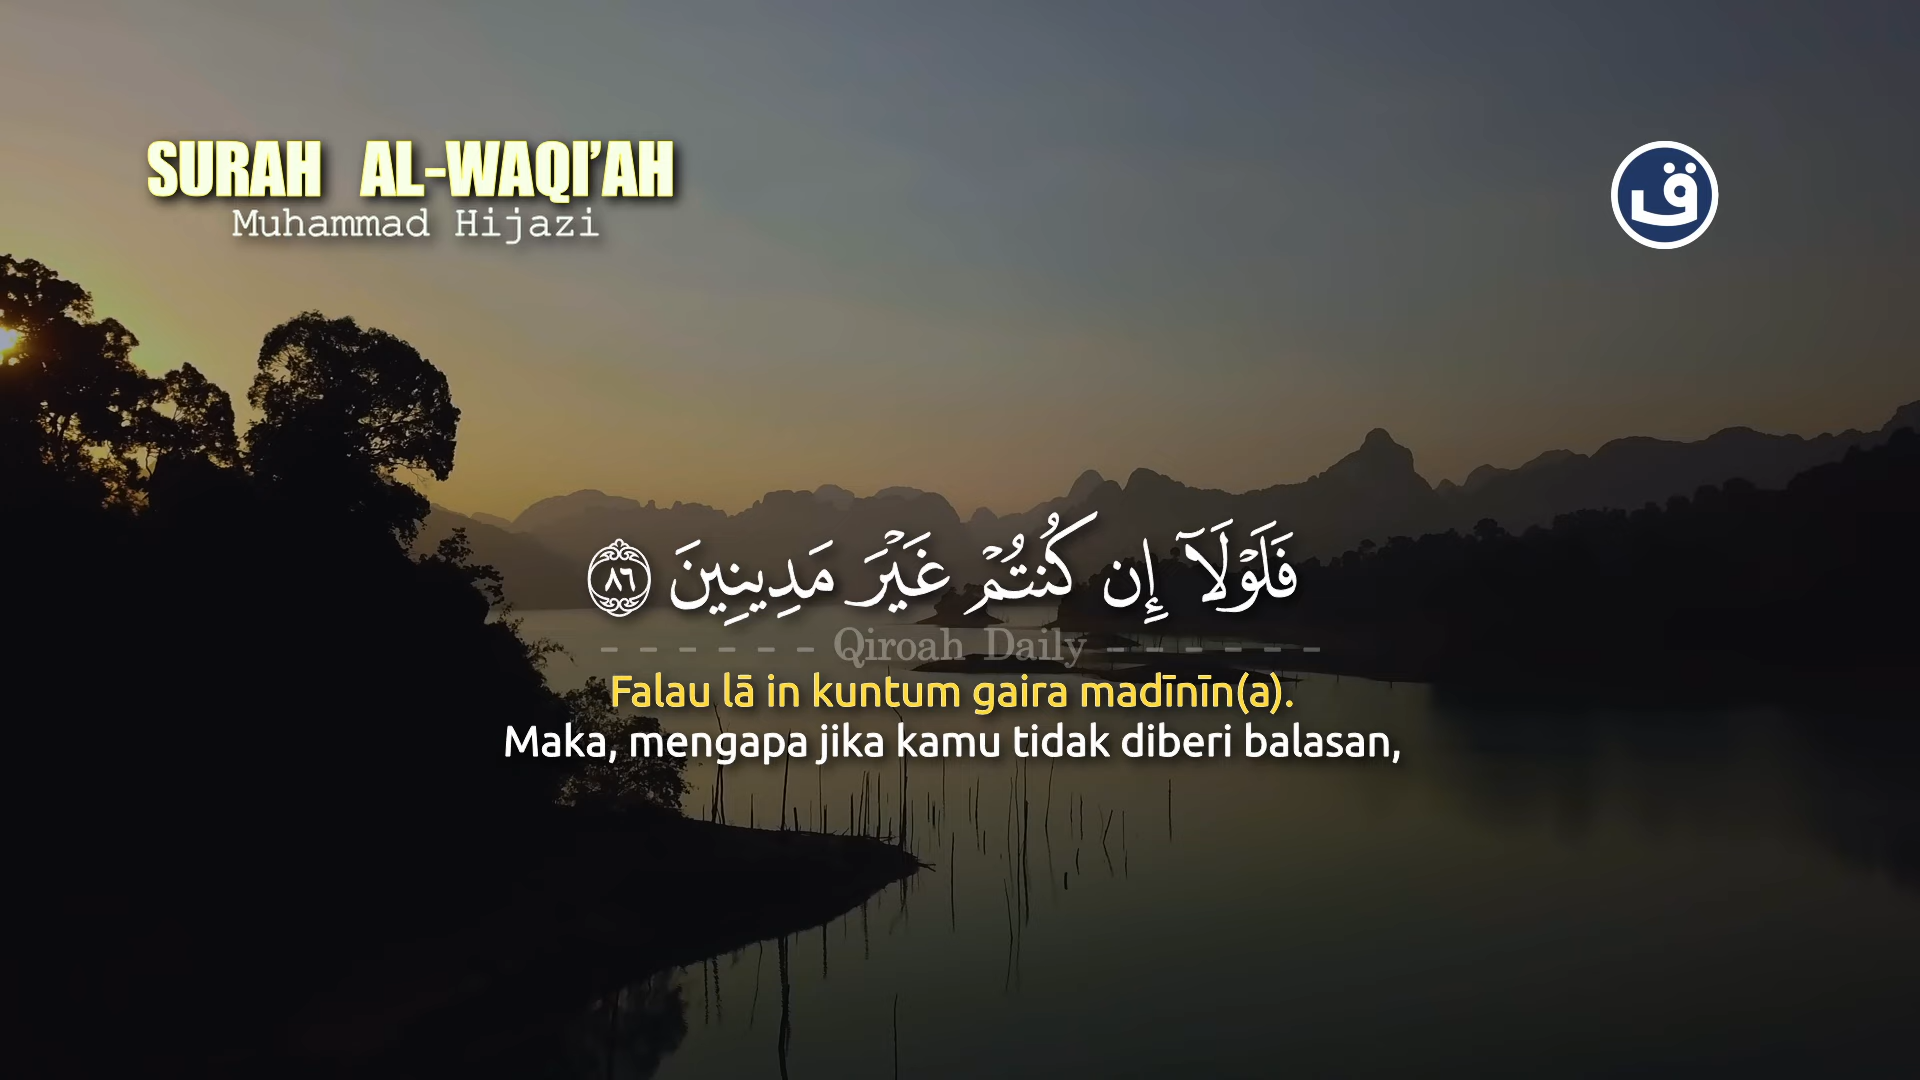 SURAH AL-WAQI'AH
Muhammad Hijazi
ق
فَلَوْلَآ إِن كُنتُمْ غَيْرَ مَدِينِينَ ٨٦
------ Qiroah Daily ------
Falau lā in kuntum gaira madīnīn(a).
Maka, mengapa jika kamu tidak diberi balasan,